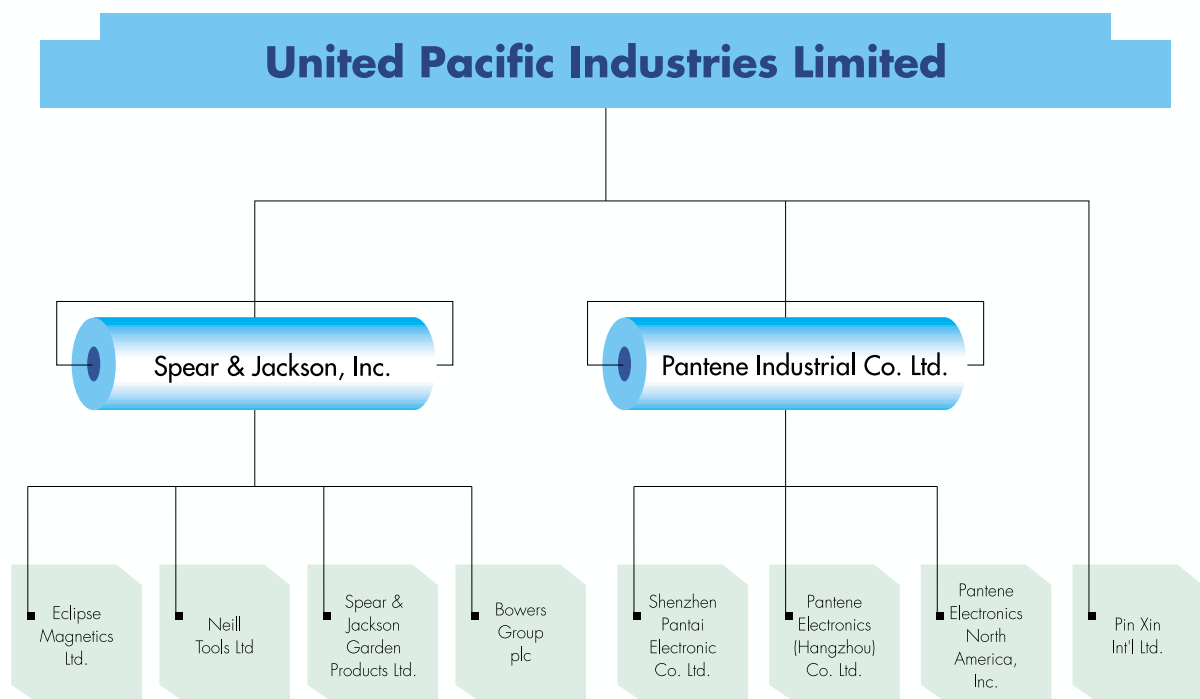 United Pacific Industries Limited
Spear & Jackson, Inc.
Pantene Industrial Co. Ltd.
Eclipse
Magnetics
Ltd.
Neill
Tools Ltd
Spear &
Jackson
Garden
Products Ltd.
Bowers
Group
plc
Shenzhen
Pantai
Electronic
Co. Ltd.
Pantene
Electronics
(Hangzhou)
Co. Ltd.
Pantene
Electronics
North
America,
Inc.
Pin Xin
Int'l Ltd.